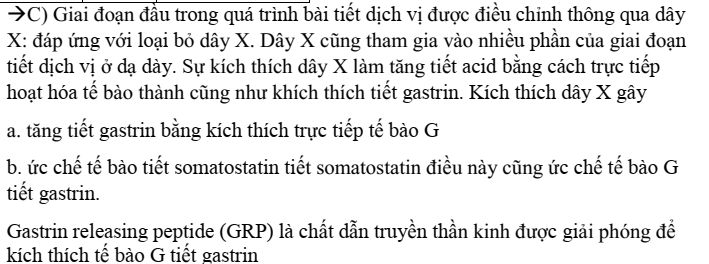 →C) Giai đoạn đầu trong quá trình bài tiết dịch vị được điều chỉnh thông qua dây
X: đáp ứng với loại bỏ dây X. Dây X cũng tham gia vào nhiều phần của giai đoạn
tiết dịch vị ở dạ dày. Sự kích thích dây X làm tăng tiết acid bằng cách trực tiếp
hoạt hóa tế bào thành cũng như khích thích tiết gastrin. Kích thích dây X gây
a. tăng tiết gastrin bằng kích thích trực tiếp tế bào G
b. ức chế tế bào tiết somatostatin tiết somatostatin điều này cũng ức chế tế bào G
tiết gastrin.
Gastrin releasing peptide (GRP) là chất dẫn truyền thần kinh được giải phóng để
kích thích tế bào G tiết gastrin